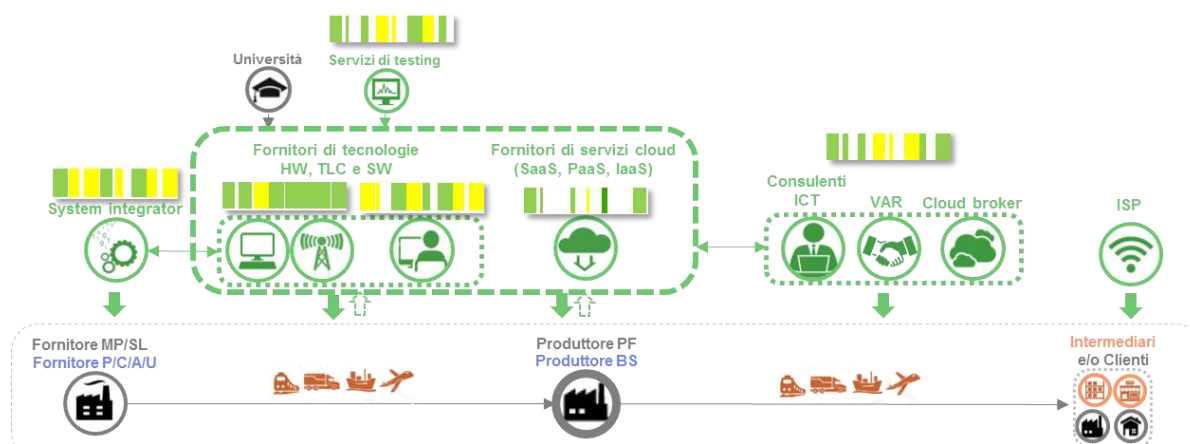 Università
Servizi di testing
Fornitori di tecnologie
HW, TLC e SW
Fornitori di servizi cloud
(SaaS, PaaS, IaaS)
System integrator
Consulenti
ICT
VAR
Cloud broker
ISP
Fornitore MP/SL
Fornitore P/C/A/U
Produttore PF
Produttore BS
Intermediari
e/o Clienti